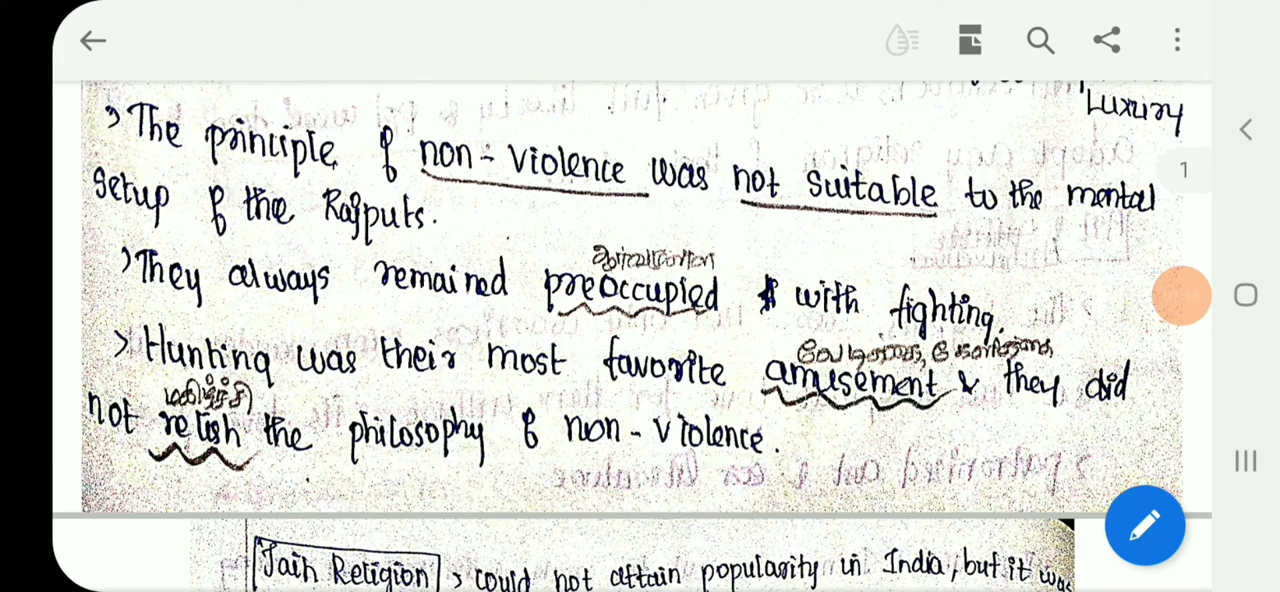 Luxury
> The principle of non-violence was not suitable to the mental
1
setup of the Rajputs.
> They always remained preoccupied with fighting.
> Hunting was their most favorite amusement & they did
மகிழ்ச்சி
not relish the philosophy of non-violence.
Jain Religion > could not attain popularity in India, but it was